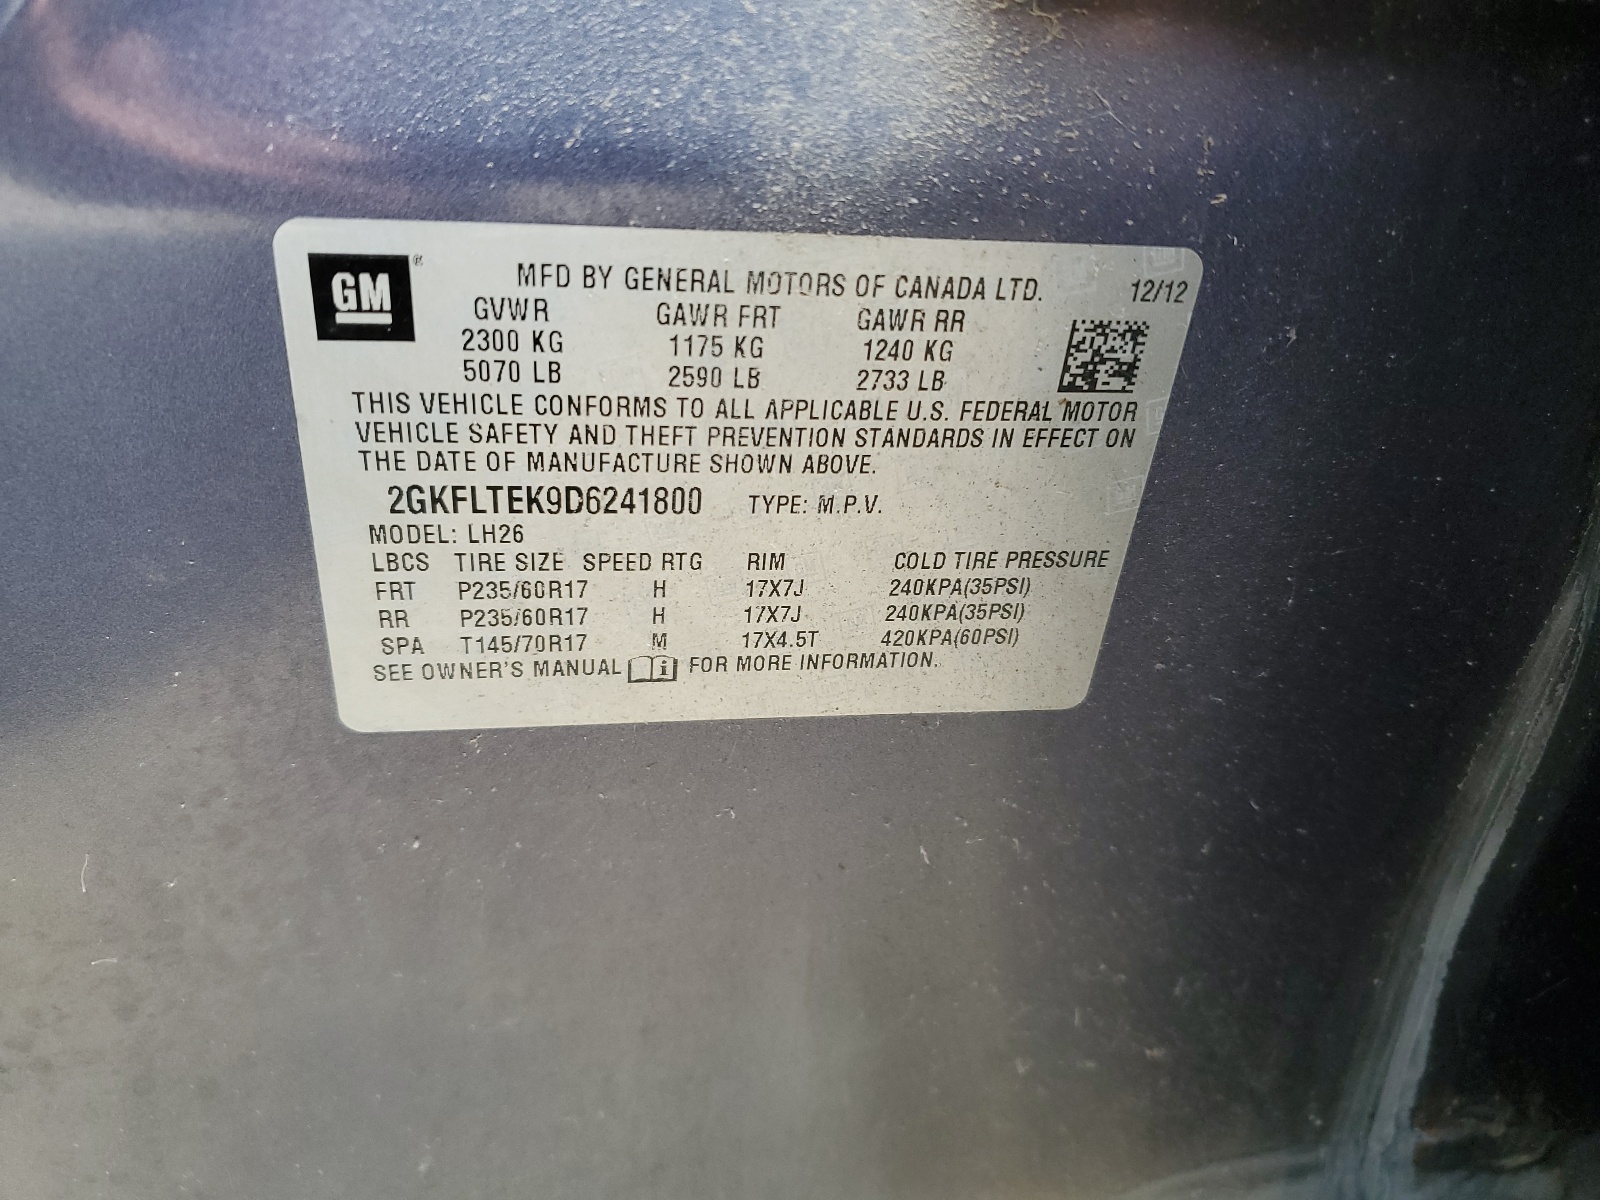 GM ®
MFD BY GENERAL MOTORS OF CANADA LTD. 12/12
GVWR GAWR FRT GAWR RR
2300 KG 1175 KG 1240 KG
5070 LB 2590 LB 2733 LB
THIS VEHICLE CONFORMS TO ALL APPLICABLE U.S. FEDERAL MOTOR
VEHICLE SAFETY AND THEFT PREVENTION STANDARDS IN EFFECT ON
THE DATE OF MANUFACTURE SHOWN ABOVE.
2GKFLTEK9D6241800 TYPE: M.P.V.
MODEL: LH26
LBCS TIRE SIZE SPEED RTG RIM COLD TIRE PRESSURE
FRT P235/60R17 H 17X7J 240KPA(35PSI)
RR P235/60R17 H 17X7J 240KPA(35PSI)
SPA T145/70R17 M 17X4.5T 420KPA(60PSI)
SEE OWNER'S MANUAL i FOR MORE INFORMATION.